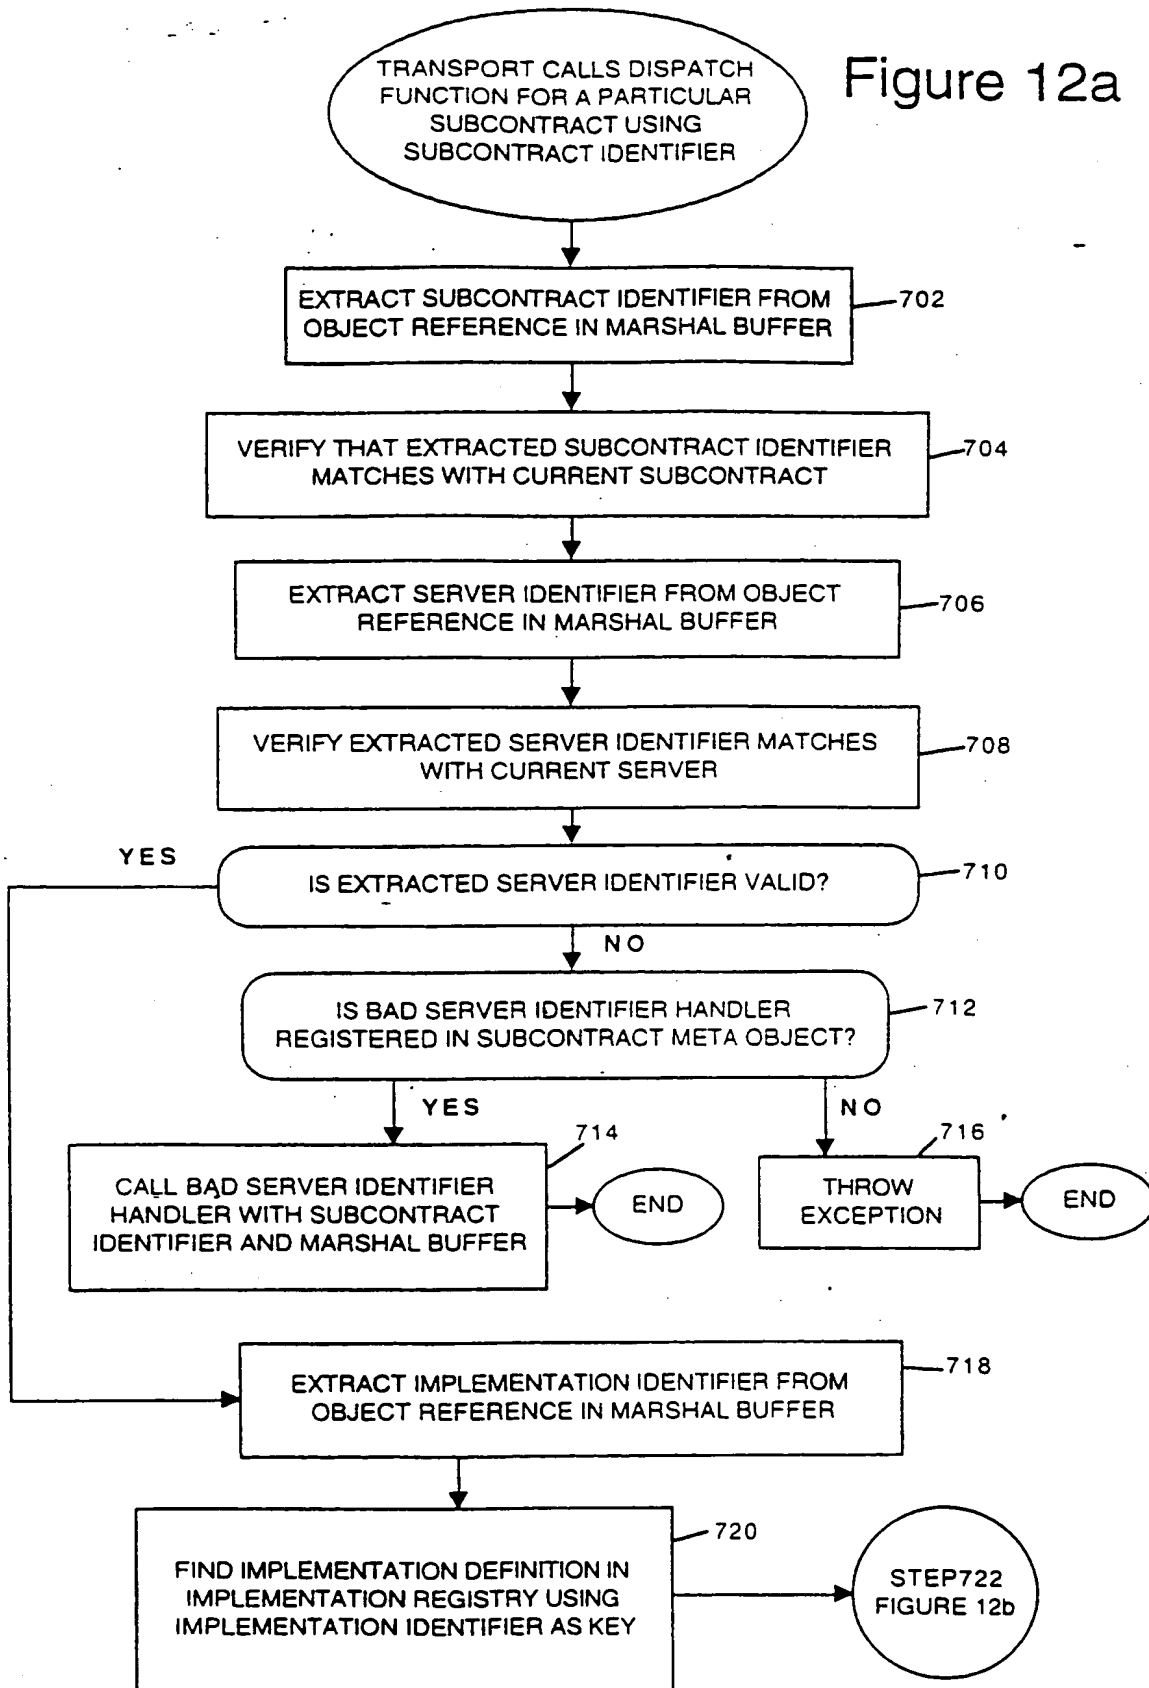 Figure 12a
TRANSPORT CALLS DISPATCH
FUNCTION FOR A PARTICULAR
SUBCONTRACT USING
SUBCONTRACT IDENTIFIER
EXTRACT SUBCONTRACT IDENTIFIER FROM
OBJECT REFERENCE IN MARSHAL BUFFER
702
VERIFY THAT EXTRACTED SUBCONTRACT IDENTIFIER
MATCHES WITH CURRENT SUBCONTRACT
704
EXTRACT SERVER IDENTIFIER FROM OBJECT
REFERENCE IN MARSHAL BUFFER
706
VERIFY EXTRACTED SERVER IDENTIFIER MATCHES
WITH CURRENT SERVER
708
YES
IS EXTRACTED SERVER IDENTIFIER VALID?
710
NO
IS BAD SERVER IDENTIFIER HANDLER
REGISTERED IN SUBCONTRACT META OBJECT?
712
YES
NO
714
CALL BAD SERVER IDENTIFIER
HANDLER WITH SUBCONTRACT
IDENTIFIER AND MARSHAL BUFFER
END
716
THROW
EXCEPTION
END
EXTRACT IMPLEMENTATION IDENTIFIER FROM
OBJECT REFERENCE IN MARSHAL BUFFER
718
FIND IMPLEMENTATION DEFINITION IN
IMPLEMENTATION REGISTRY USING
IMPLEMENTATION IDENTIFIER AS KEY
720
STEP722
FIGURE 12b